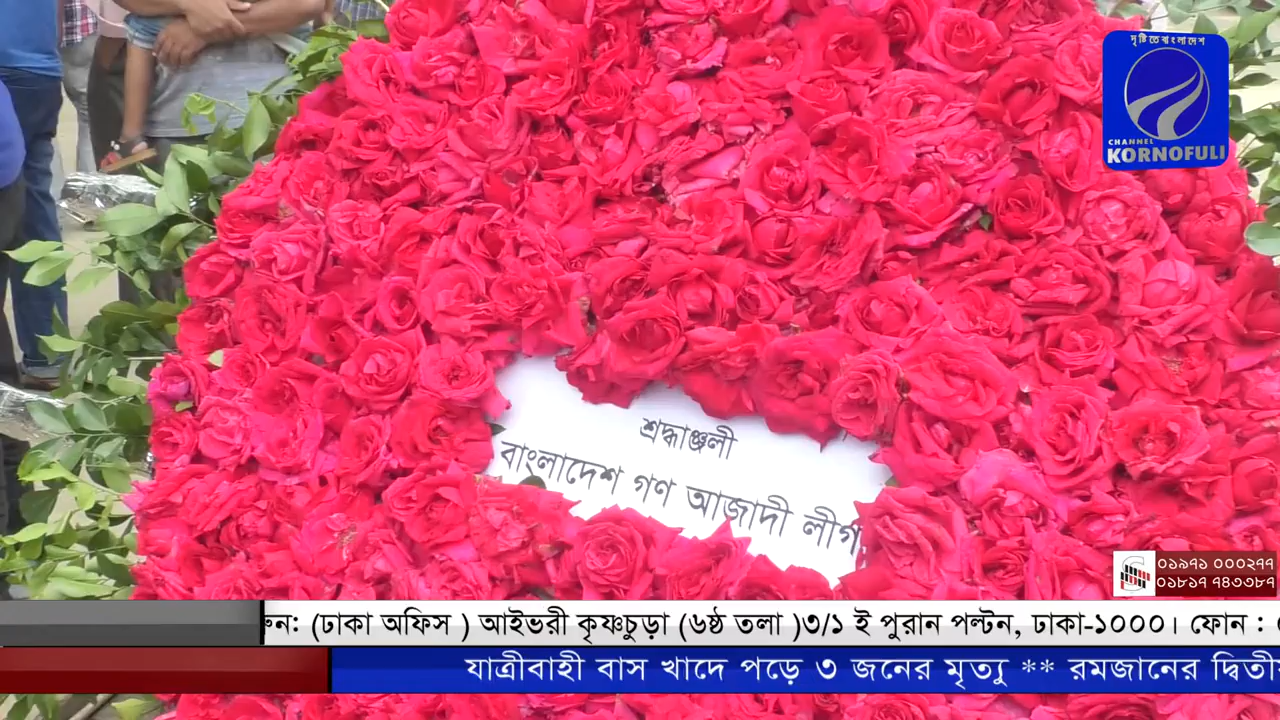 দৃষ্টিতে বাংলাদেশ
CHANNEL
KORNOFULI
শ্রদ্ধাঞ্জলী
বাংলাদেশ গণ আজাদী লীগ
০১৯৭১ ০০০২৭৭
০১৮১৭ ৭৪৩৩৮৭
(ঢাকা অফিস ) আইভরী কৃষ্ণচুড়া (৬ষ্ঠ তলা )৩/১ ই পুরান পল্টন, ঢাকা-১০০০। ফোন :
যাত্রীবাহী বাস খাদে পড়ে ৩ জনের মৃত্যু ** রমজানের